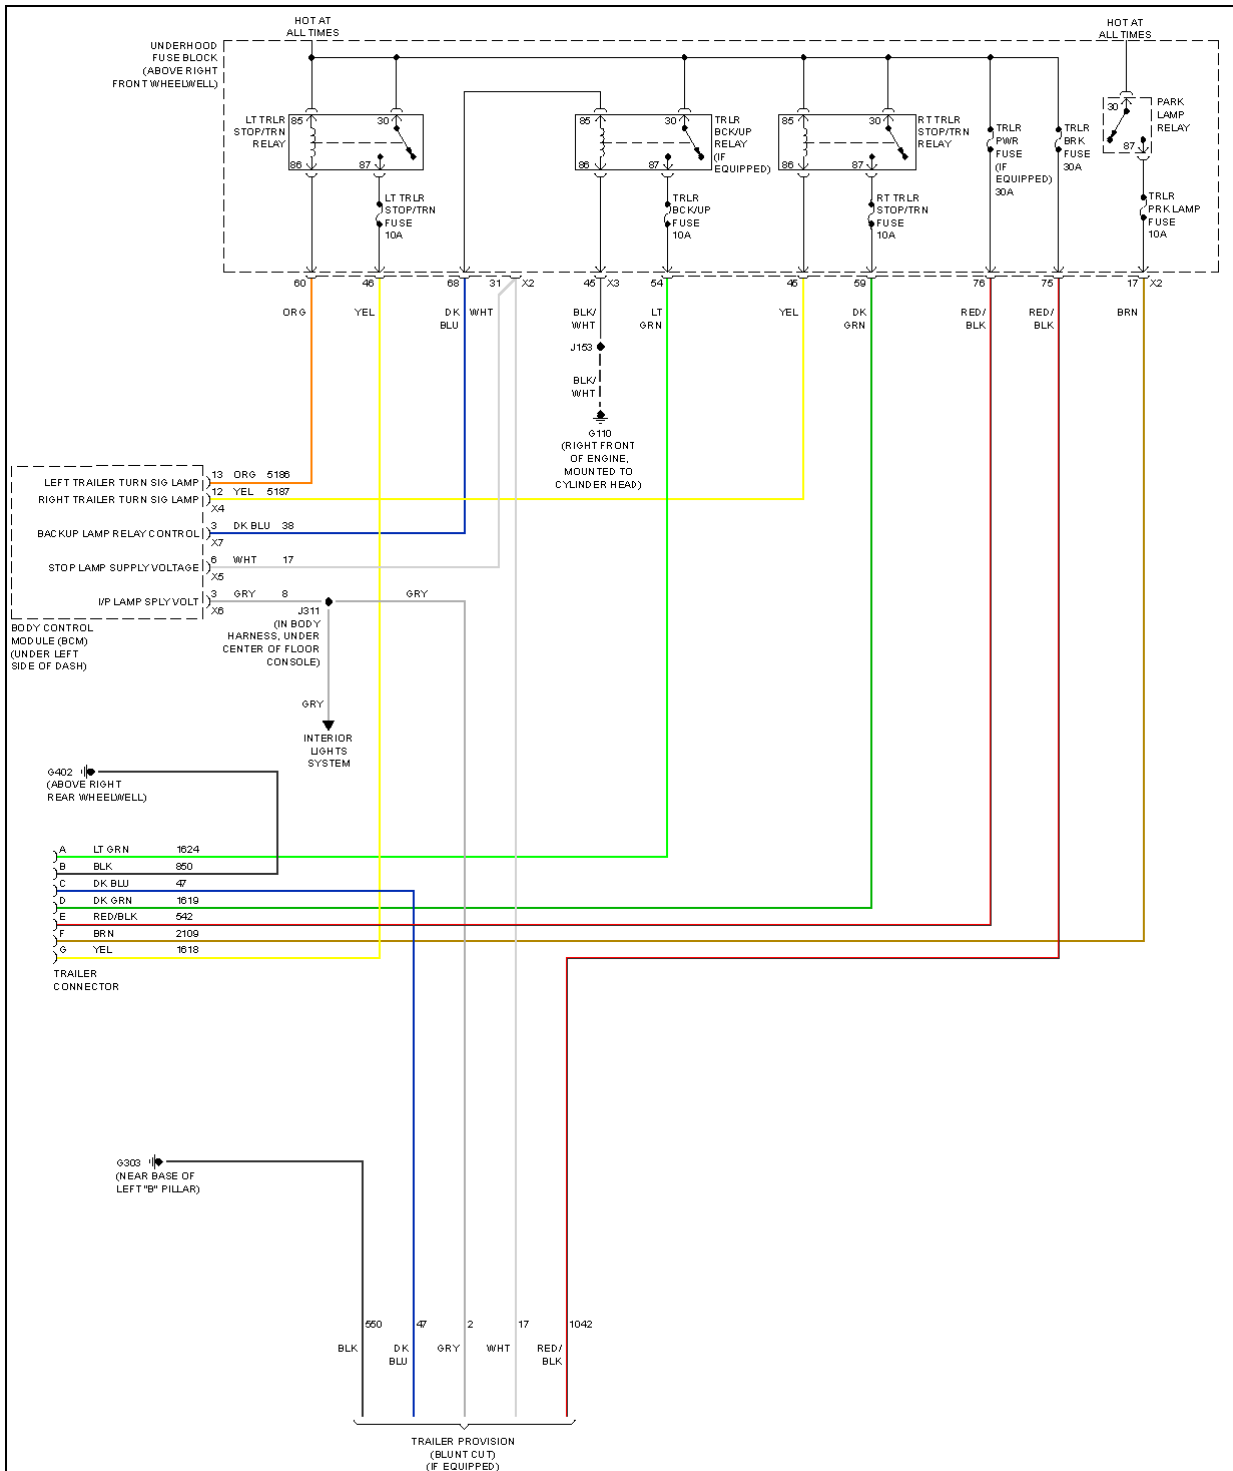 HOT AT
ALL TIMES
HOT AT
ALL TIMES
UNDERHOOD
FUSE BLOCK
(ABOVE RIGHT
FRONT WHEELWELL)
LT TRLR
STOP/TRN
RELAY
85
30
86
87
LT TRLR
STOP/TRN
FUSE
10A
85
30
86
87
TRLR
BCK/UP
RELAY
(IF
EQUIPPED)
TRLR
BCK/UP
FUSE
10A
85
30
86
87
RT TRLR
STOP/TRN
RELAY
RT TRLR
STOP/TRN
FUSE
10A
TRLR
PWR
FUSE
(IF
EQUIPPED)
30A
TRLR
BRK
FUSE
30A
30
87
PARK
LAMP
RELAY
TRLR
PRK LAMP
FUSE
10A
60 46 68 31 X2 45 X3 54 45 59 76 75 17 X2
ORG
YEL
DK
BLU
WHT
BLK/
WHT
LT
GRN
YEL
DK
GRN
RED/
BLK
RED/
BLK
BRN
J153
BLK/
WHT
G110
(RIGHT FRONT
OF ENGINE,
MOUNTED TO
CYLINDER HEAD)
LEFT TRAILER TURN SIG LAMP 13 ORG 5186
RIGHT TRAILER TURN SIG LAMP 12 YEL 5187
X4
BACKUP LAMP RELAY CONTROL 3 DK BLU 38
X7
STOP LAMP SUPPLY VOLTAGE 6 WHT 17
X5
I/P LAMP SPLY VOLT 3 GRY 8 GRY
X6
BODY CONTROL
MODULE (BCM)
(UNDER LEFT
SIDE OF DASH)
J311
(IN BODY
HARNESS, UNDER
CENTER OF FLOOR
CONSOLE)
GRY
INTERIOR
LIGHTS
SYSTEM
G402
(ABOVE RIGHT
REAR WHEELWELL)
A LT GRN 1624
B BLK 850
C DK BLU 47
D DK GRN 1619
E RED/BLK 542
F BRN 2109
G YEL 1618
TRAILER
CONNECTOR
G303
(NEAR BASE OF
LEFT "B" PILLAR)
550 47 2 17 1042
BLK
DK
BLU
GRY
WHT
RED/
BLK
TRAILER PROVISION
(BLUNT CUT)
(IF EQUIPPED)